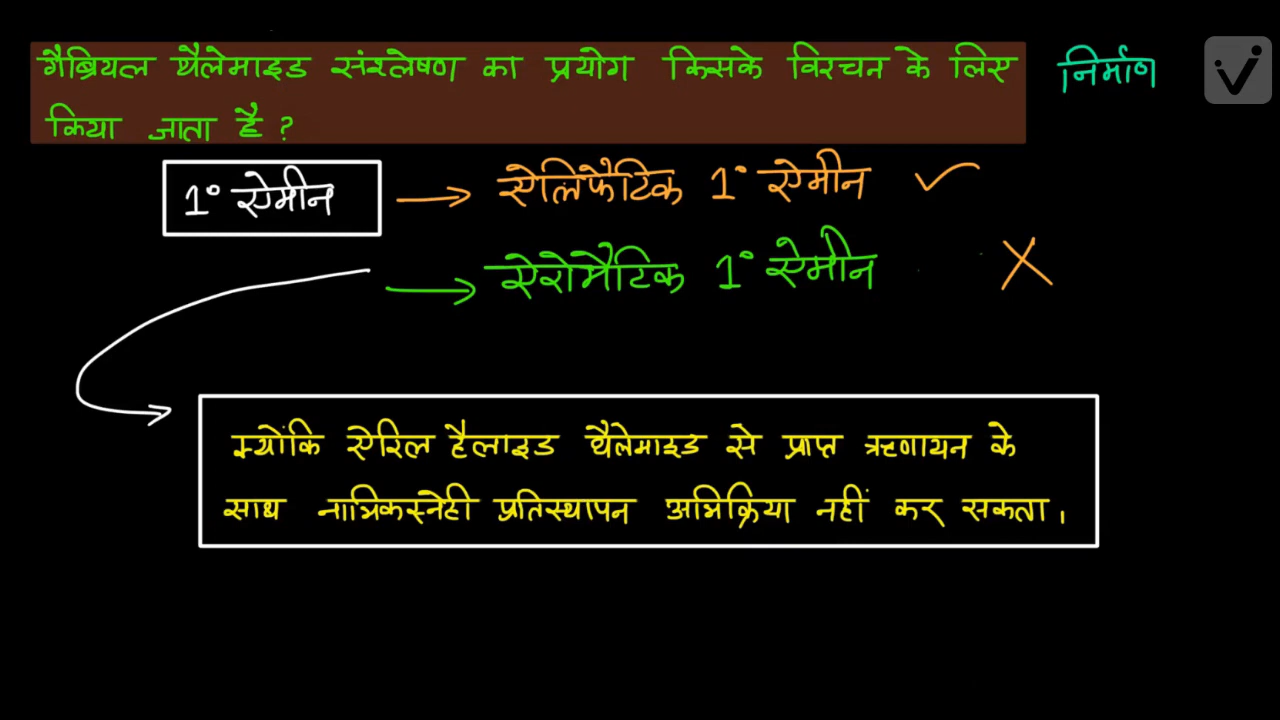 गैब्रियल थैलेमाइड संश्लेषण का प्रयोग किसके विरचन के लिए निर्माण
किया जाता है ?
1° ऐमीन → ऐलिफैटिक 1° ऐमीन ✓
→ ऐरोमैटिक 1° ऐमीन X
क्योंकि ऐरिल हैलाइड थैलेमाइड से प्राप्त ऋणायन के
साथ नाभिकस्नेही प्रतिस्थापन अभिक्रिया नहीं कर सकता ।